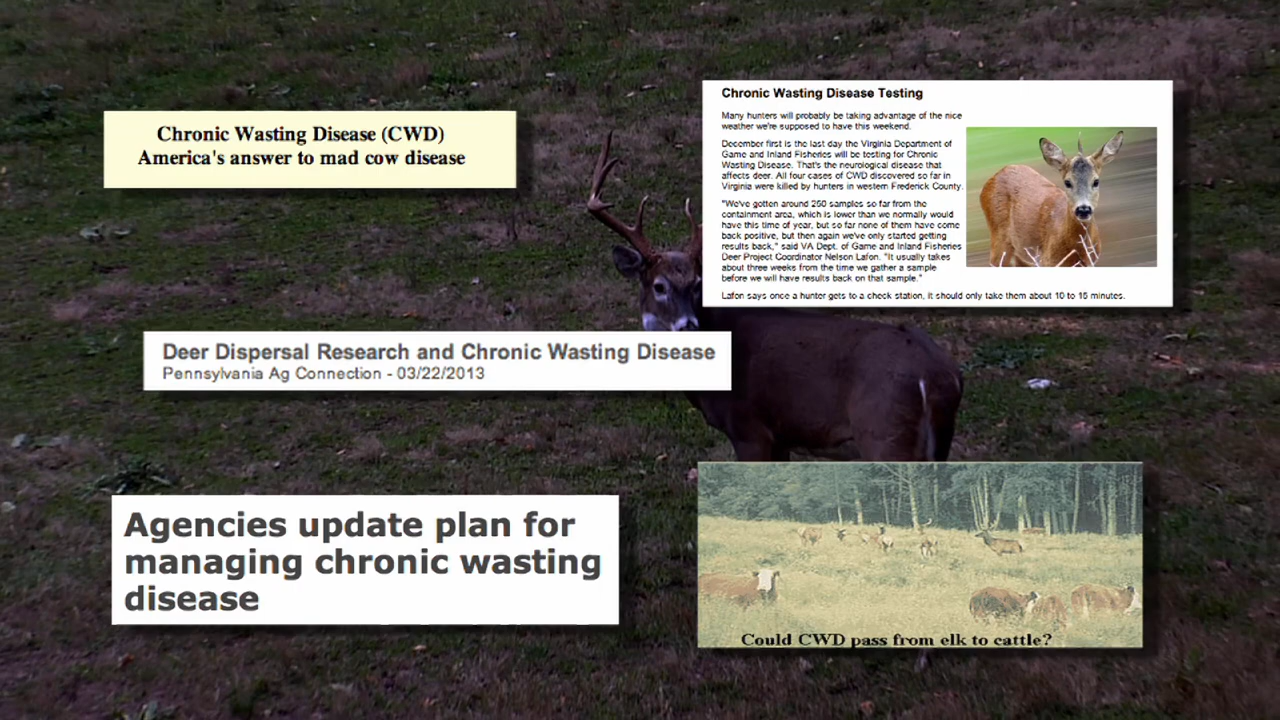 Chronic Wasting Disease (CWD)
America's answer to mad cow disease
Chronic Wasting Disease Testing
Many hunters will probably be taking advantage of the nice
weather we're supposed to have this weekend.
December first is the last day the Virginia Department of
Game and Inland Fisheries will be testing for Chronic
Wasting Disease. That's the neurological disease that
affects deer. All four cases of CWD discovered so far in
Virginia were killed by hunters in western Frederick County.
"We've gotten around 250 samples so far from the
containment area, which is lower than we normally would
have this time of year, but so far none of them have come
back positive, but then again we've only started getting
results back," said VA Dept. of Game and Inland Fisheries
Deer Project Coordinator Nelson Lafon. "It usually takes
about three weeks from the time we gather a sample
before we will have results back on that sample."
Lafon says once a hunter gets to a check station, it should only take them about 10 to 15 minutes.
Deer Dispersal Research and Chronic Wasting Disease
Pennsylvania Ag Connection - 03/22/2013
Agencies update plan for
managing chronic wasting
disease
Could CWD pass from elk to cattle?